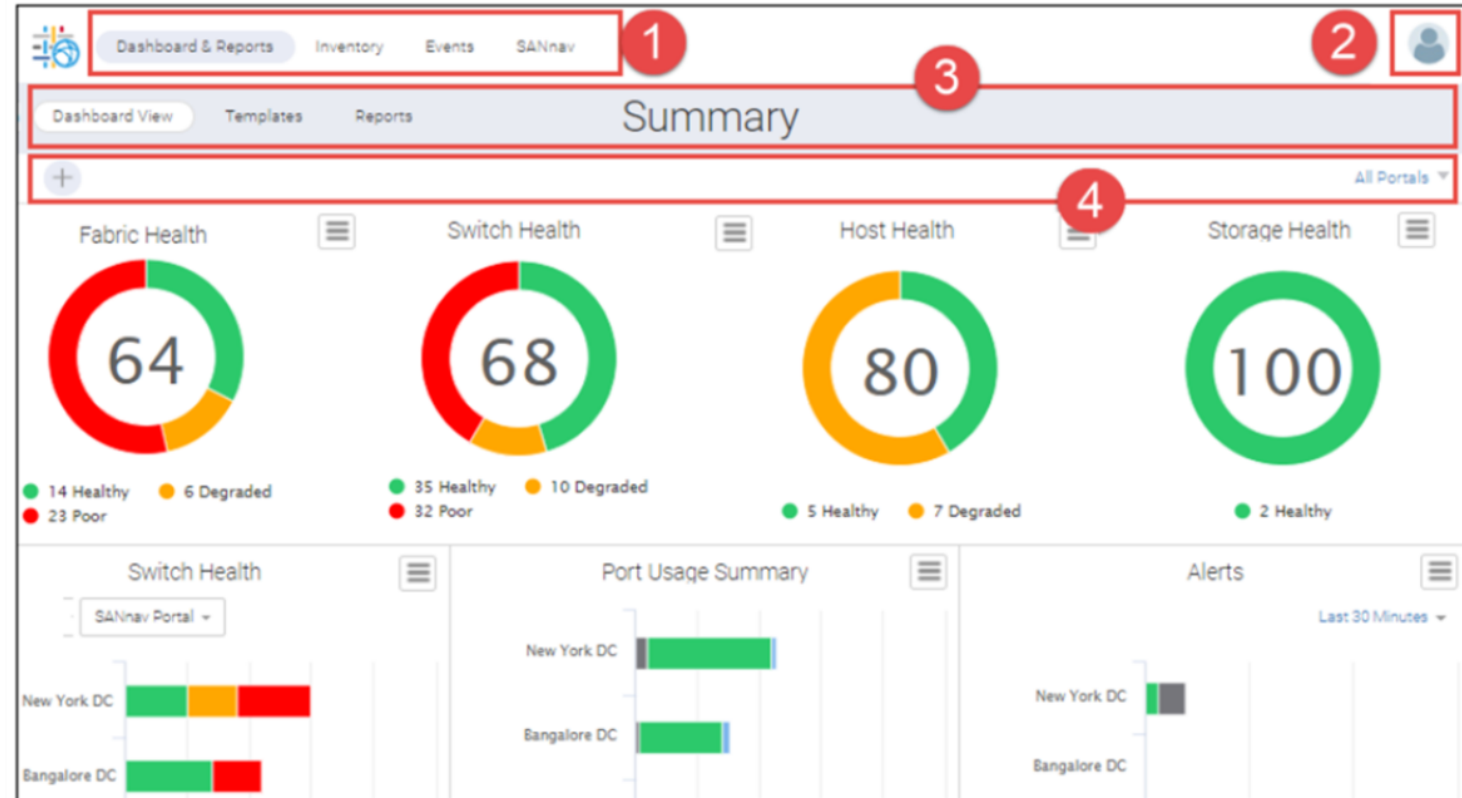 Dashboard & Reports Inventory Events SANnav 1 2
3
Dashboard View Templates Reports Summary
+ All Portals
4
Fabric Health Switch Health Host Health Storage Health
64 68 80 100
14 Healthy 6 Degraded 35 Healthy 10 Degraded 5 Healthy 7 Degraded 2 Healthy
23 Poor 32 Poor
Switch Health Port Usage Summary Alerts
SANnav Portal Last 30 Minutes
New York DC New York DC New York DC
Bangalore DC Bangalore DC Bangalore DC